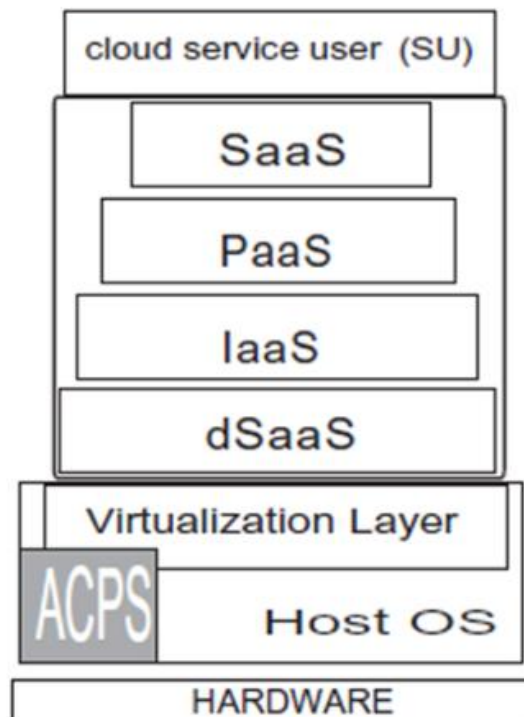 cloud service user (SU)
SaaS
PaaS
IaaS
dSaaS
Virtualization Layer
ACPS
Host OS
HARDWARE